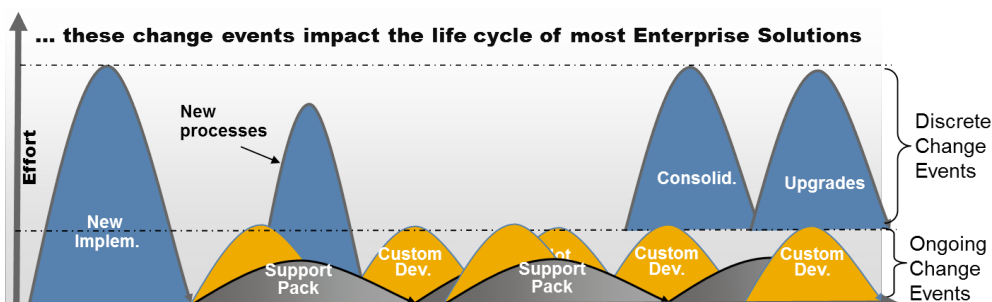 ... these change events impact the life cycle of most Enterprise Solutions
Effort
New
processes
New
Implem.
Consolid.
Upgrades
Discrete
Change
Events
Support
Pack
Custom
Dev.
Support
Pack
Custom
Dev.
Custom
Dev.
Ongoing
Change
Events